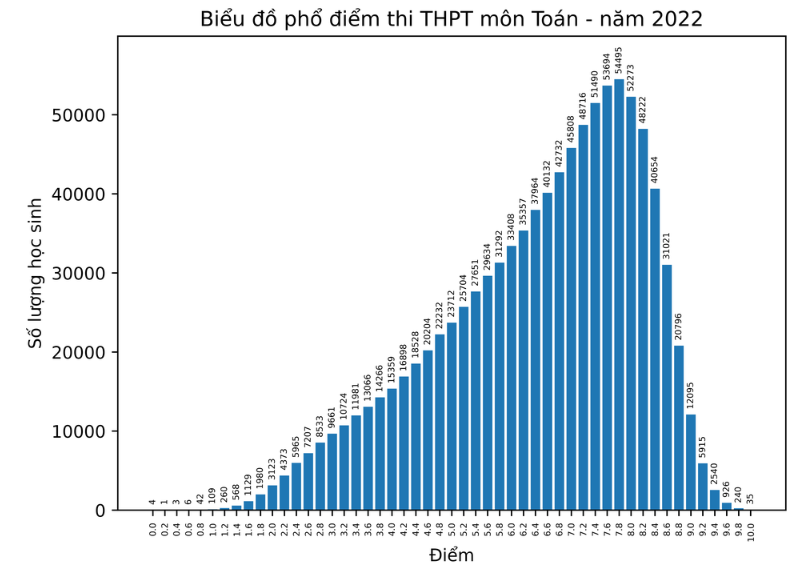 Biểu đồ phổ điểm thi THPT môn Toán - năm 2022
Số lượng học sinh
50000
40000
30000
20000
10000
0
4 1 3 6 42 109 260 568 1129 1980 3123 4373 5965 7207 8533 9661 10724 11981 13066 14266 15359 16898 18528 20204 22232 23712 25704 27651 29634 31292 33408 35357 37964 40132 42732 45808 48716 51490 53694 54495 52273 48222 40654 31021 20796 12095 5915 2540 926 240 35
0.0 0.2 0.4 0.6 0.8 1.0 1.2 1.4 1.6 1.8 2.0 2.2 2.4 2.6 2.8 3.0 3.2 3.4 3.6 3.8 4.0 4.2 4.4 4.6 4.8 5.0 5.2 5.4 5.6 5.8 6.0 6.2 6.4 6.6 6.8 7.0 7.2 7.4 7.6 7.8 8.0 8.2 8.4 8.6 8.8 9.0 9.2 9.4 9.6 9.8 10.0
Điểm